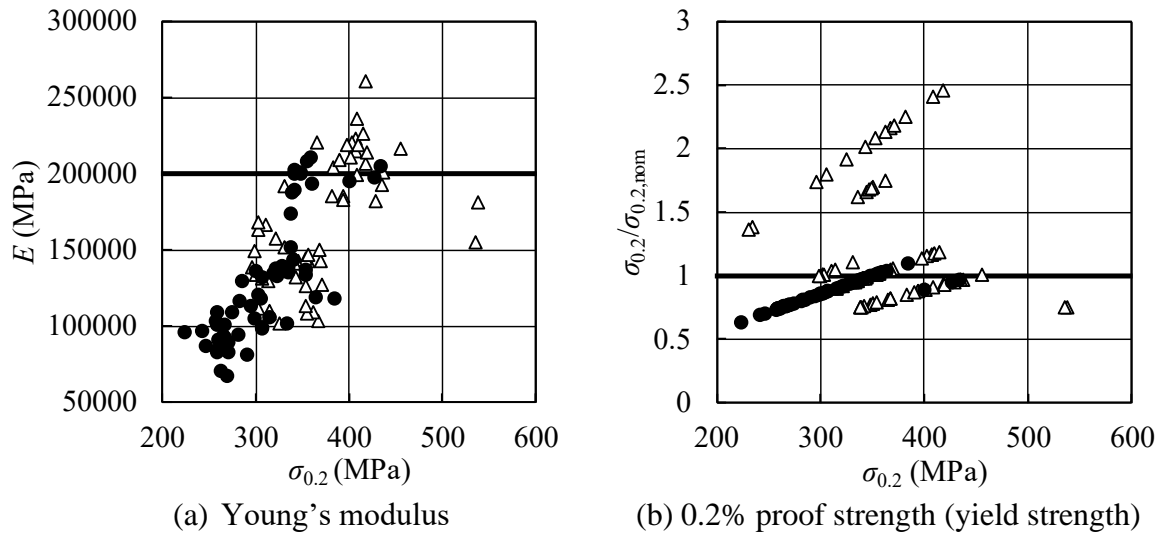 300000
250000
200000
150000
100000
50000
E (MPa)
200 300 400 500 600
σ0.2 (MPa)
(a) Young’s modulus
3
2.5
2
1.5
1
0.5
0
σ0.2/σ0.2,nom
200 300 400 500 600
σ0.2 (MPa)
(b) 0.2% proof strength (yield strength)